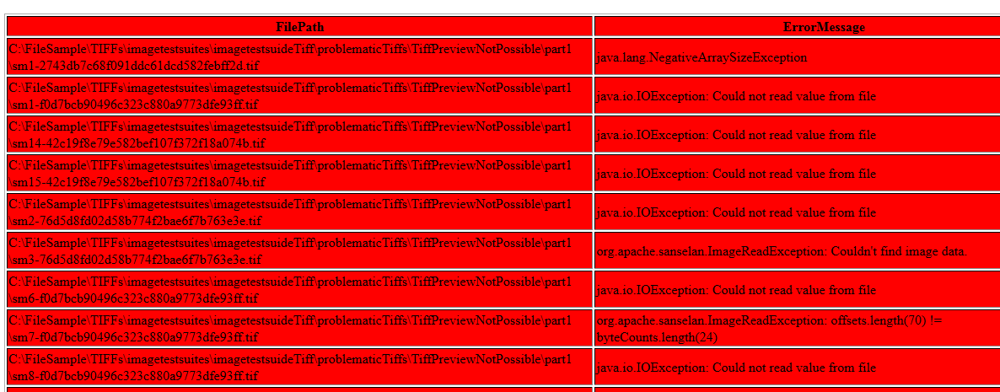 FilePath ErrorMessage
C:\FileSample\TIFFs\imagetestsuites\imagetestsuideTiff\problematicTiffs\TiffPreviewNotPossible\part1
\sm1-2743db7c68f091ddc61dcd582febff2d.tif
java.lang.NegativeArraySizeException
C:\FileSample\TIFFs\imagetestsuites\imagetestsuideTiff\problematicTiffs\TiffPreviewNotPossible\part1
\sm1-f0d7bcb90496c323c880a9773dfe93ff.tif
java.io.IOException: Could not read value from file
C:\FileSample\TIFFs\imagetestsuites\imagetestsuideTiff\problematicTiffs\TiffPreviewNotPossible\part1
\sm14-42c19f8e79e582bef107f372f18a074b.tif
java.io.IOException: Could not read value from file
C:\FileSample\TIFFs\imagetestsuites\imagetestsuideTiff\problematicTiffs\TiffPreviewNotPossible\part1
\sm15-42c19f8e79e582bef107f372f18a074b.tif
java.io.IOException: Could not read value from file
C:\FileSample\TIFFs\imagetestsuites\imagetestsuideTiff\problematicTiffs\TiffPreviewNotPossible\part1
\sm2-76d5d8fd02d58b774f2bae6f7b763e3e.tif
java.io.IOException: Could not read value from file
C:\FileSample\TIFFs\imagetestsuites\imagetestsuideTiff\problematicTiffs\TiffPreviewNotPossible\part1
\sm3-76d5d8fd02d58b774f2bae6f7b763e3e.tif
org.apache.sanselan.ImageReadException: Couldn't find image data.
C:\FileSample\TIFFs\imagetestsuites\imagetestsuideTiff\problematicTiffs\TiffPreviewNotPossible\part1
\sm6-f0d7bcb90496c323c880a9773dfe93ff.tif
java.io.IOException: Could not read value from file
C:\FileSample\TIFFs\imagetestsuites\imagetestsuideTiff\problematicTiffs\TiffPreviewNotPossible\part1
\sm7-f0d7bcb90496c323c880a9773dfe93ff.tif
org.apache.sanselan.ImageReadException: offsets.length(70) !=
byteCounts.length(24)
C:\FileSample\TIFFs\imagetestsuites\imagetestsuideTiff\problematicTiffs\TiffPreviewNotPossible\part1
\sm8-f0d7bcb90496c323c880a9773dfe93ff.tif
java.io.IOException: Could not read value from file